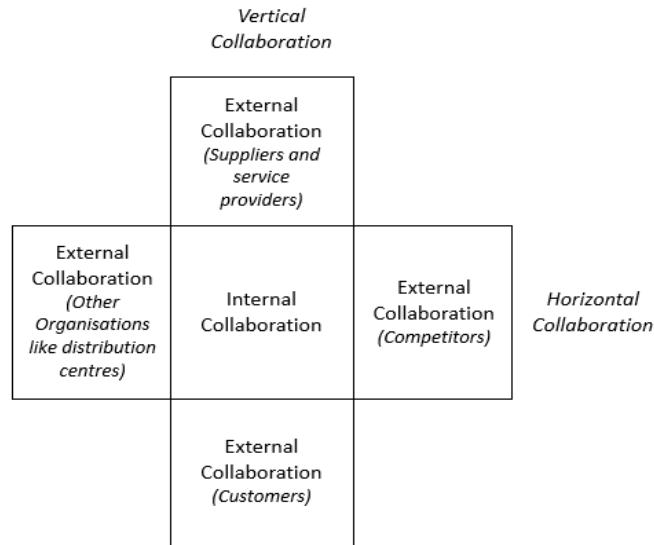 Vertical
Collaboration
External
Collaboration
(Suppliers and
service
providers)
External
Collaboration
(Other
Organisations
like distribution
centres)
Internal
Collaboration
External
Collaboration
(Competitors)
Horizontal
Collaboration
External
Collaboration
(Customers)